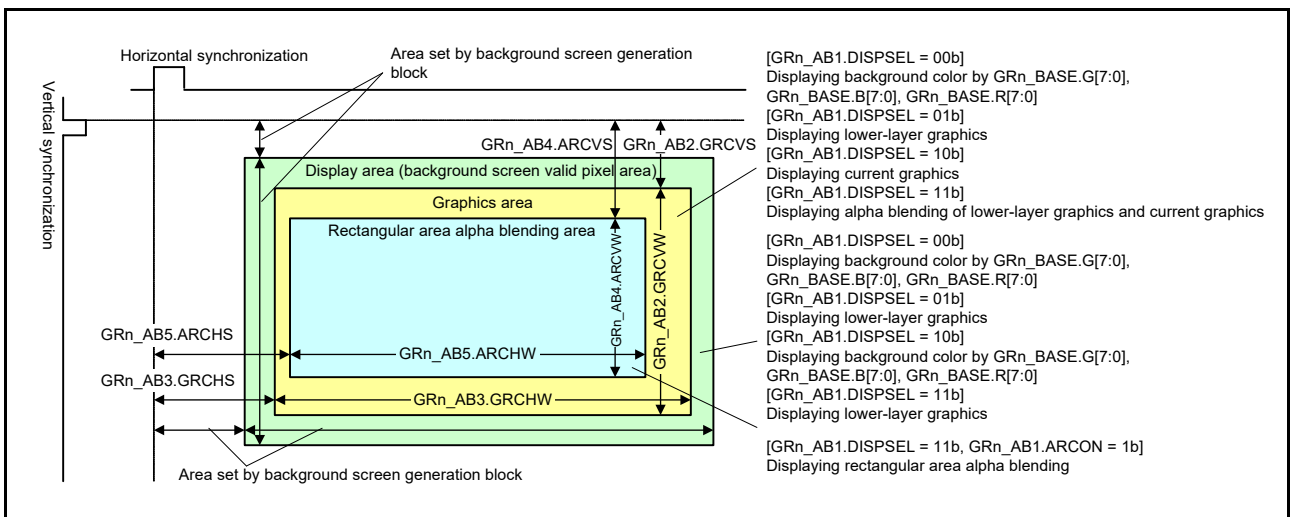 Horizontal synchronization
Vertical synchronization
Area set by background screen generation
block
GRn_AB4.ARCVS
GRn_AB2.GRCVS
Display area (background screen valid pixel area)
Graphics area
Rectangular area alpha blending area
GRn_AB4.ARCVW
GRn_AB2.GRCVW
GRn_AB5.ARCHS
GRn_AB5.ARCHW
GRn_AB3.GRCHS
GRn_AB3.GRCHW
Area set by background screen generation block
[GRn_AB1.DISPSEL = 00b]
Displaying background color by GRn_BASE.G[7:0],
GRn_BASE.B[7:0], GRn_BASE.R[7:0]
[GRn_AB1.DISPSEL = 01b]
Displaying lower-layer graphics
[GRn_AB1.DISPSEL = 10b]
Displaying current graphics
[GRn_AB1.DISPSEL = 11b]
Displaying alpha blending of lower-layer graphics and current graphics
[GRn_AB1.DISPSEL = 00b]
Displaying background color by GRn_BASE.G[7:0],
GRn_BASE.B[7:0], GRn_BASE.R[7:0]
[GRn_AB1.DISPSEL = 01b]
Displaying lower-layer graphics
[GRn_AB1.DISPSEL = 10b]
Displaying background color by GRn_BASE.G[7:0],
GRn_BASE.B[7:0], GRn_BASE.R[7:0]
[GRn_AB1.DISPSEL = 11b]
Displaying lower-layer graphics
[GRn_AB1.DISPSEL = 11b, GRn_AB1.ARCON = 1b]
Displaying rectangular area alpha blending